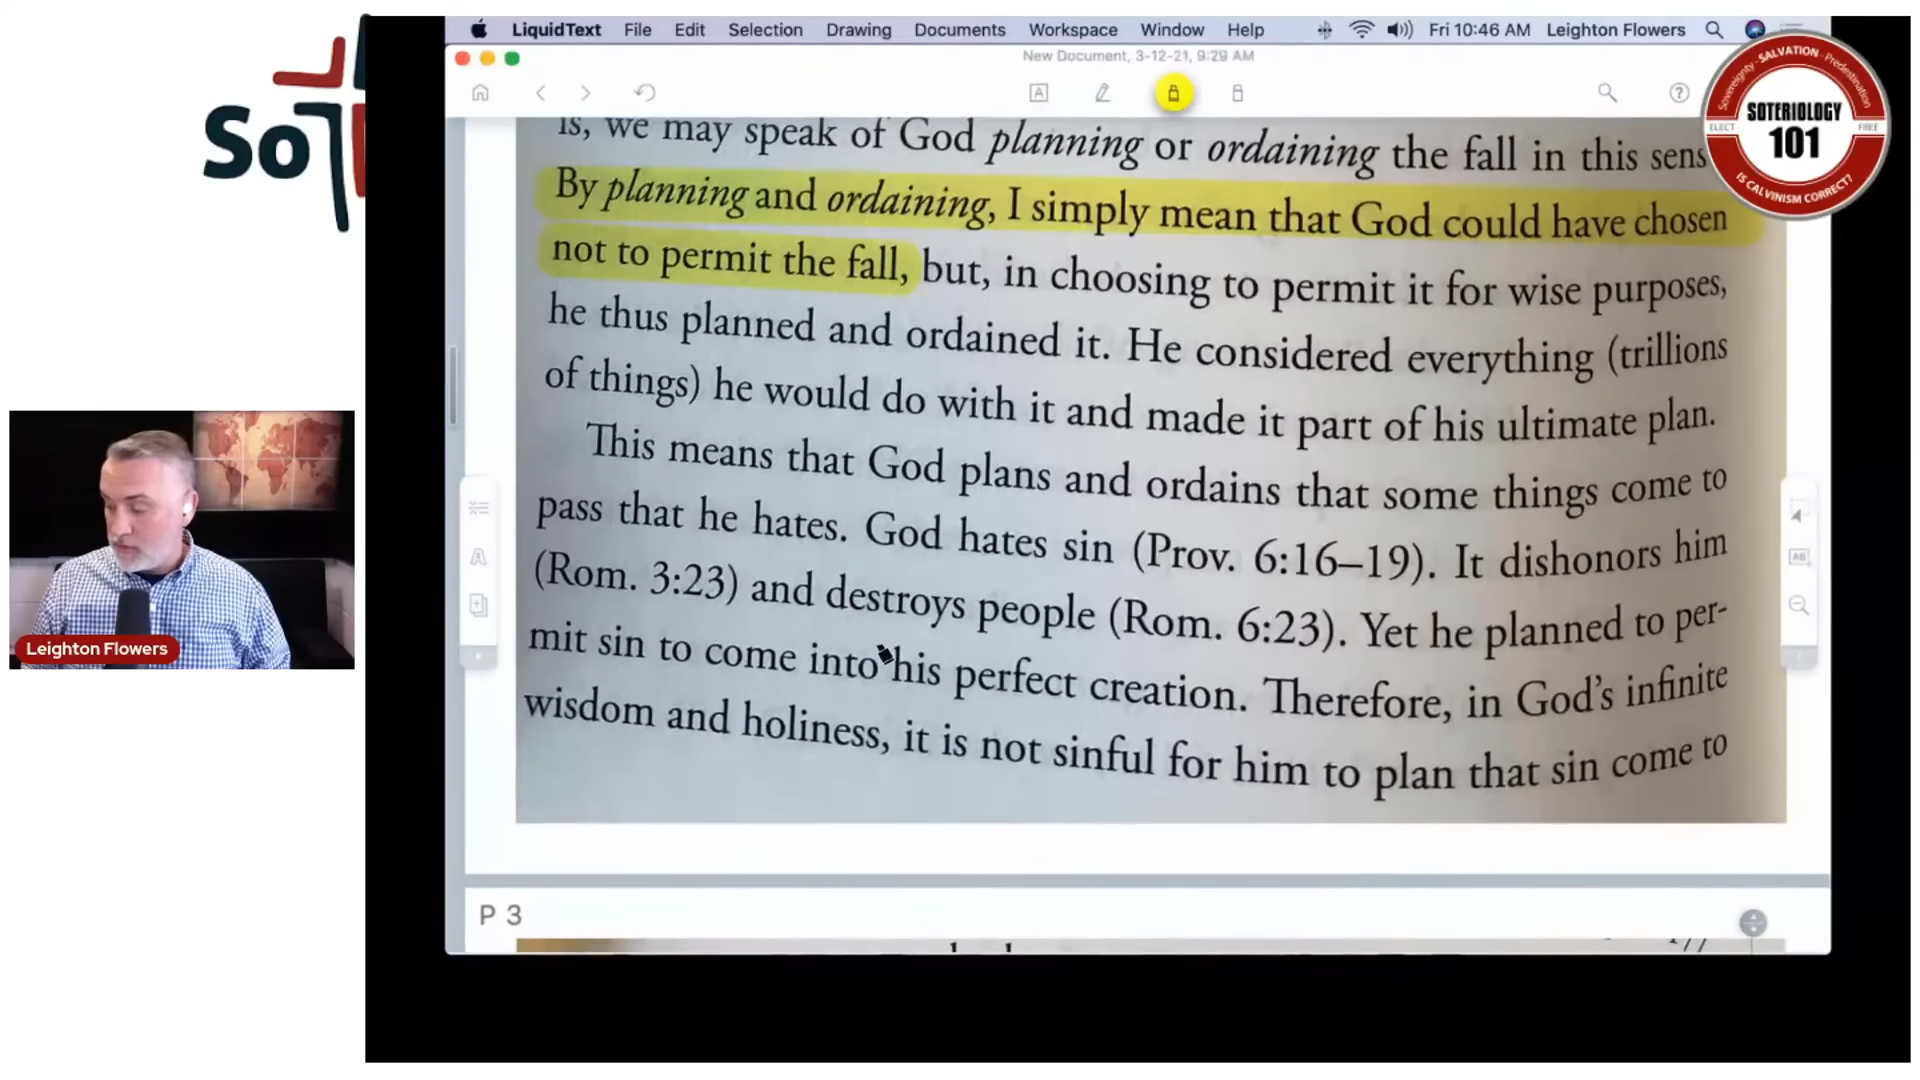 LiquidText File Edit Selection Drawing Documents Workspace Window Help Fri 10:46 AM Leighton Flowers
New Document, 3-12-21, 9:29 AM
So
Sovereignty · SALVATION · Predestination
SOTERIOLOGY
101
ELECT FREE
IS CALVINISM CORRECT?
is, we may speak of God planning or ordaining the fall in this sens
By planning and ordaining, I simply mean that God could have chosen
not to permit the fall, but, in choosing to permit it for wise purposes,
he thus planned and ordained it. He considered everything (trillions
of things) he would do with it and made it part of his ultimate plan.
This means that God plans and ordains that some things come to
pass that he hates. God hates sin (Prov. 6:16–19). It dishonors him
(Rom. 3:23) and destroys people (Rom. 6:23). Yet he planned to per-
mit sin to come into his perfect creation. Therefore, in God's infinite
wisdom and holiness, it is not sinful for him to plan that sin come to
Leighton Flowers
P 3